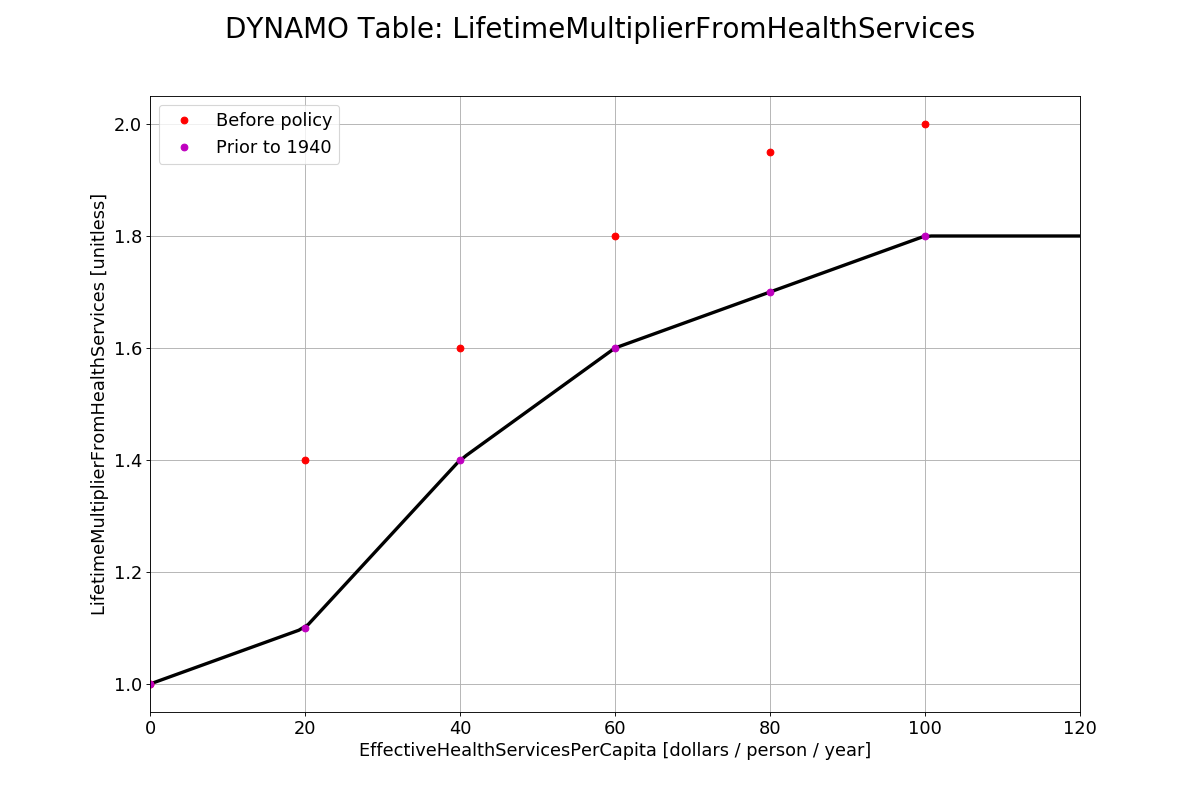 DYNAMO Table: LifetimeMultiplierFromHealthServices
Before policy
Prior to 1940
LifetimeMultiplierFromHealthServices [unitless]
2.0
1.8
1.6
1.4
1.2
1.0
0 20 40 60 80 100 120
EffectiveHealthServicesPerCapita [dollars / person / year]